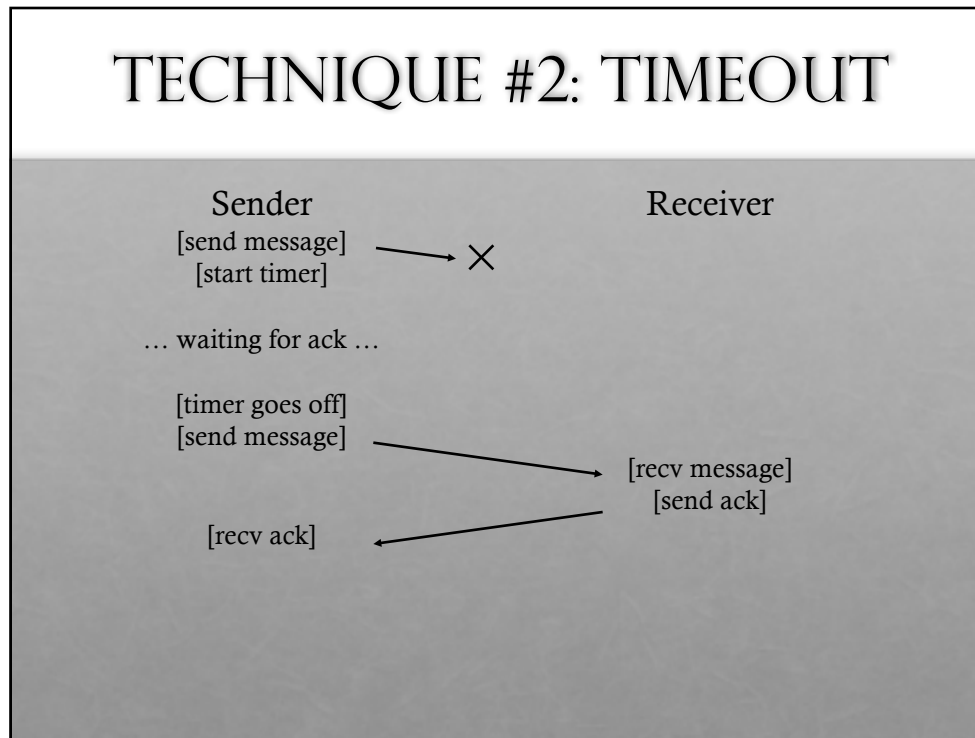 TECHNIQUE #2: TIMEOUT
Sender
Receiver
[send message]
[start timer]
… waiting for ack …
[timer goes off]
[send message]
[recv message]
[send ack]
[recv ack]